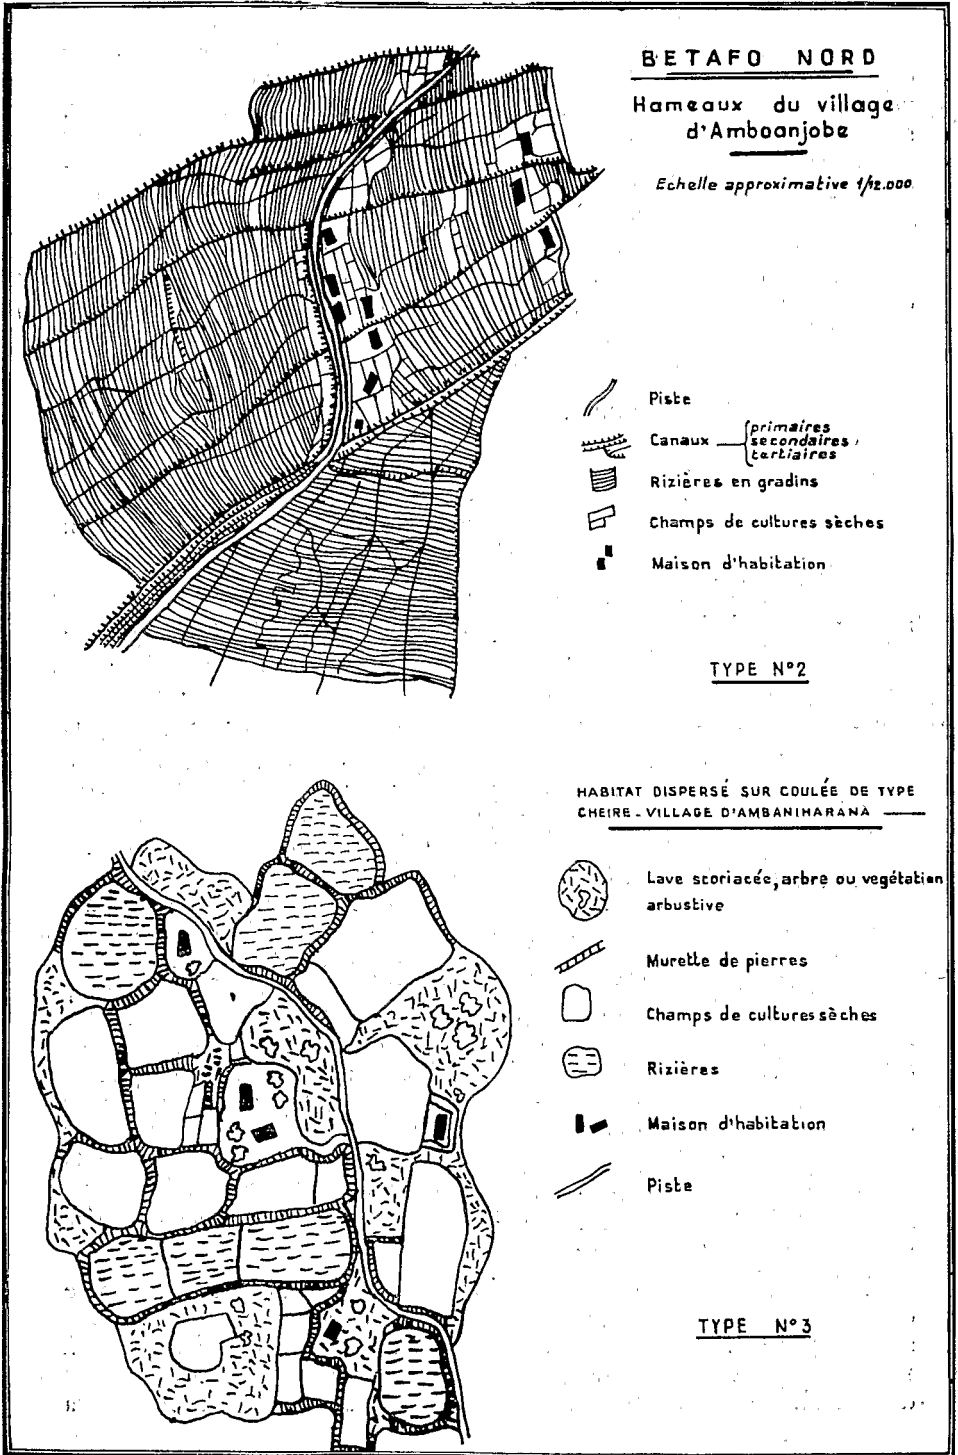 BETAFO NORD
Hameaux du village
d'Amboanjobe
Echelle approximative 1/12.000
Piste
Canaux
primaires
secondaires
tertiaires
Rizières en gradins
Champs de cultures sèches
Maison d'habitation
TYPE N°2
HABITAT DISPERSÉ SUR COULÉE DE TYPE
CHEIRE - VILLAGE D'AMBANIHARANA
Lave scoriacée, arbre ou vegétation
arbustive
Murette de pierres
Champs de cultures sèches
Rizières
Maison d'habitation
Piste
TYPE N°3